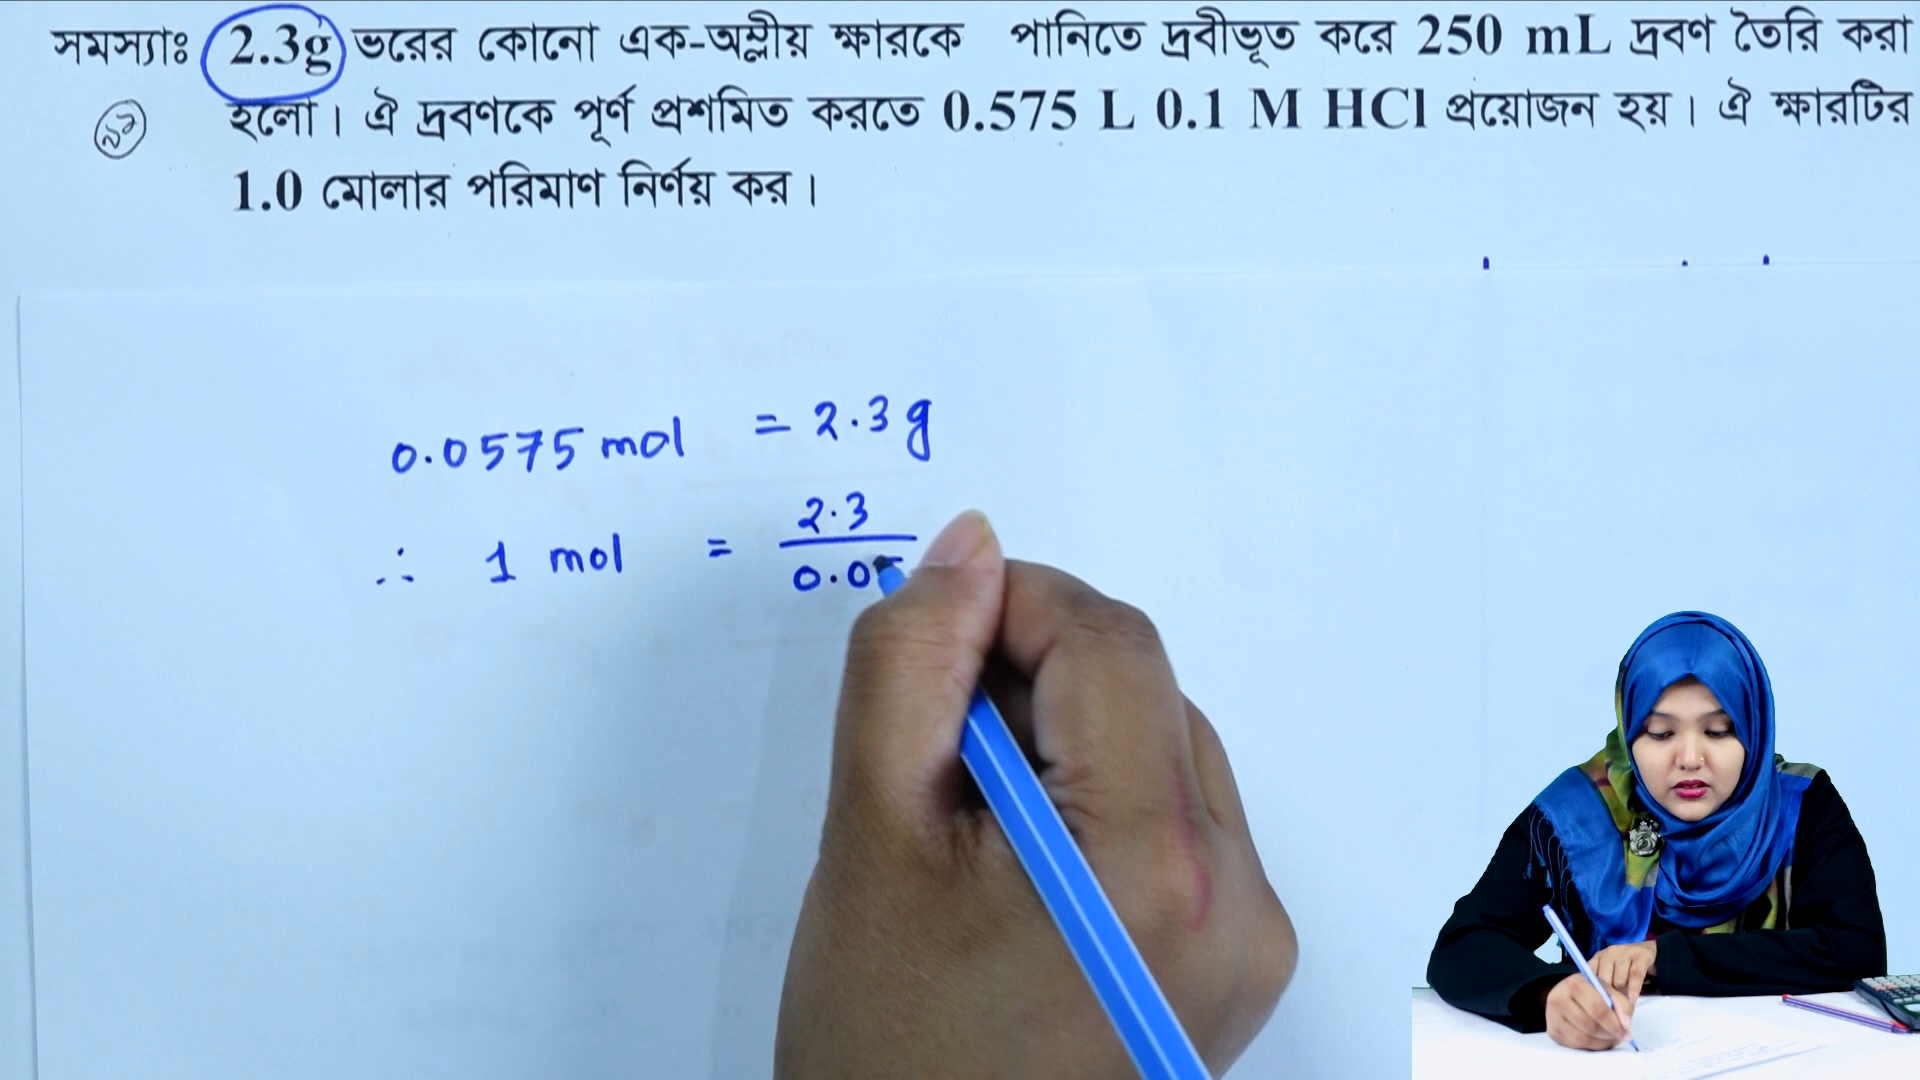 সমস্যাঃ 2.3g ভরের কোনো এক-অম্লীয় ক্ষারকে পানিতে দ্রবীভূত করে 250 mL দ্রবণ তৈরি করা
হলো। ঐ দ্রবণকে পূর্ণ প্রশমিত করতে 0.575 L 0.1 M HCl প্রয়োজন হয়। ঐ ক্ষারটির
1.0 মোলার পরিমাণ নির্ণয় কর।
0.0575 mol = 2.3 g
∴ 1 mol = 2.3
0.05